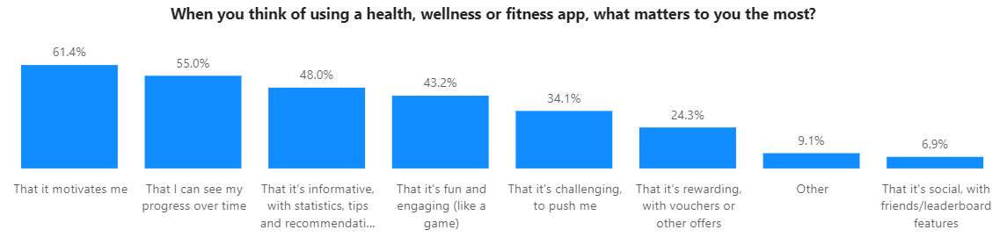 When you think of using a health, wellness or fitness app, what matters to you the most?
61.4%
55.0%
48.0%
43.2%
34.1%
24.3%
9.1%
6.9%
That it motivates me
That I can see my
progress over time
That it's informative,
with statistics, tips
and recommendati...
That it's fun and
engaging (like a
game)
That it's challenging,
to push me
That it's rewarding,
with vouchers or
other offers
Other
That it's social, with
friends/leaderboard
features